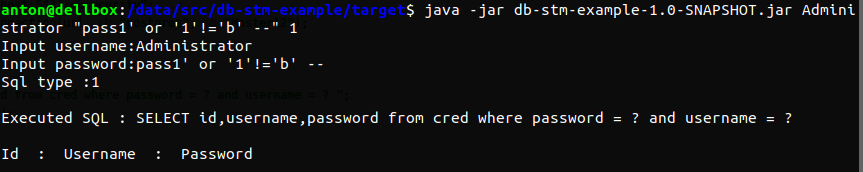 anton@dellbox:/data/src/db-stm-example/target$ java -jar db-stm-example-1.0-SNAPSHOT.jar Admini
strator "pass1' or '1'!='b' --" 1
Input username:Administrator
Input password:pass1' or '1'!='b' --
Sql type :1
d from cred where password = ? and username = ? ";
Executed SQL : SELECT id,username,password from cred where password = ? and username = ?
Id  :  Username  :  Password